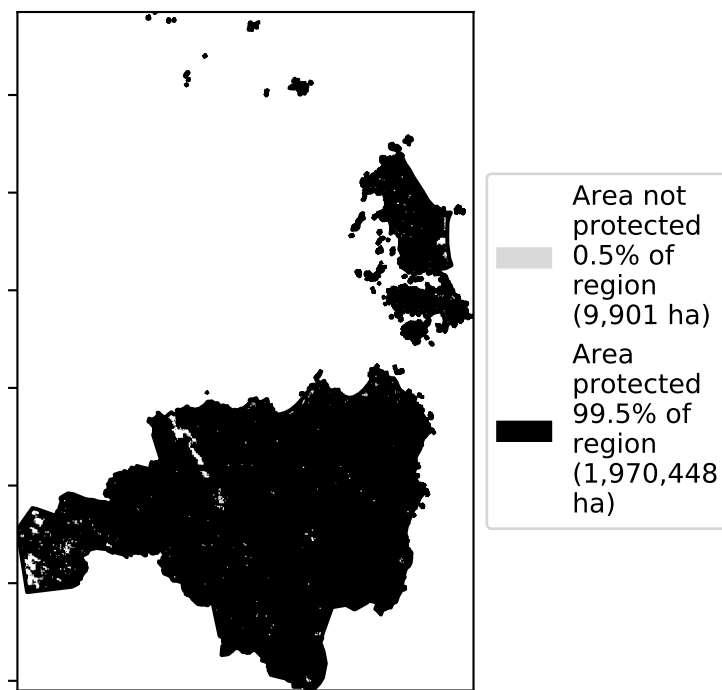 Area not
protected
0.5% of
region
(9,901 ha)
Area
protected
99.5% of
region
(1,970,448
ha)